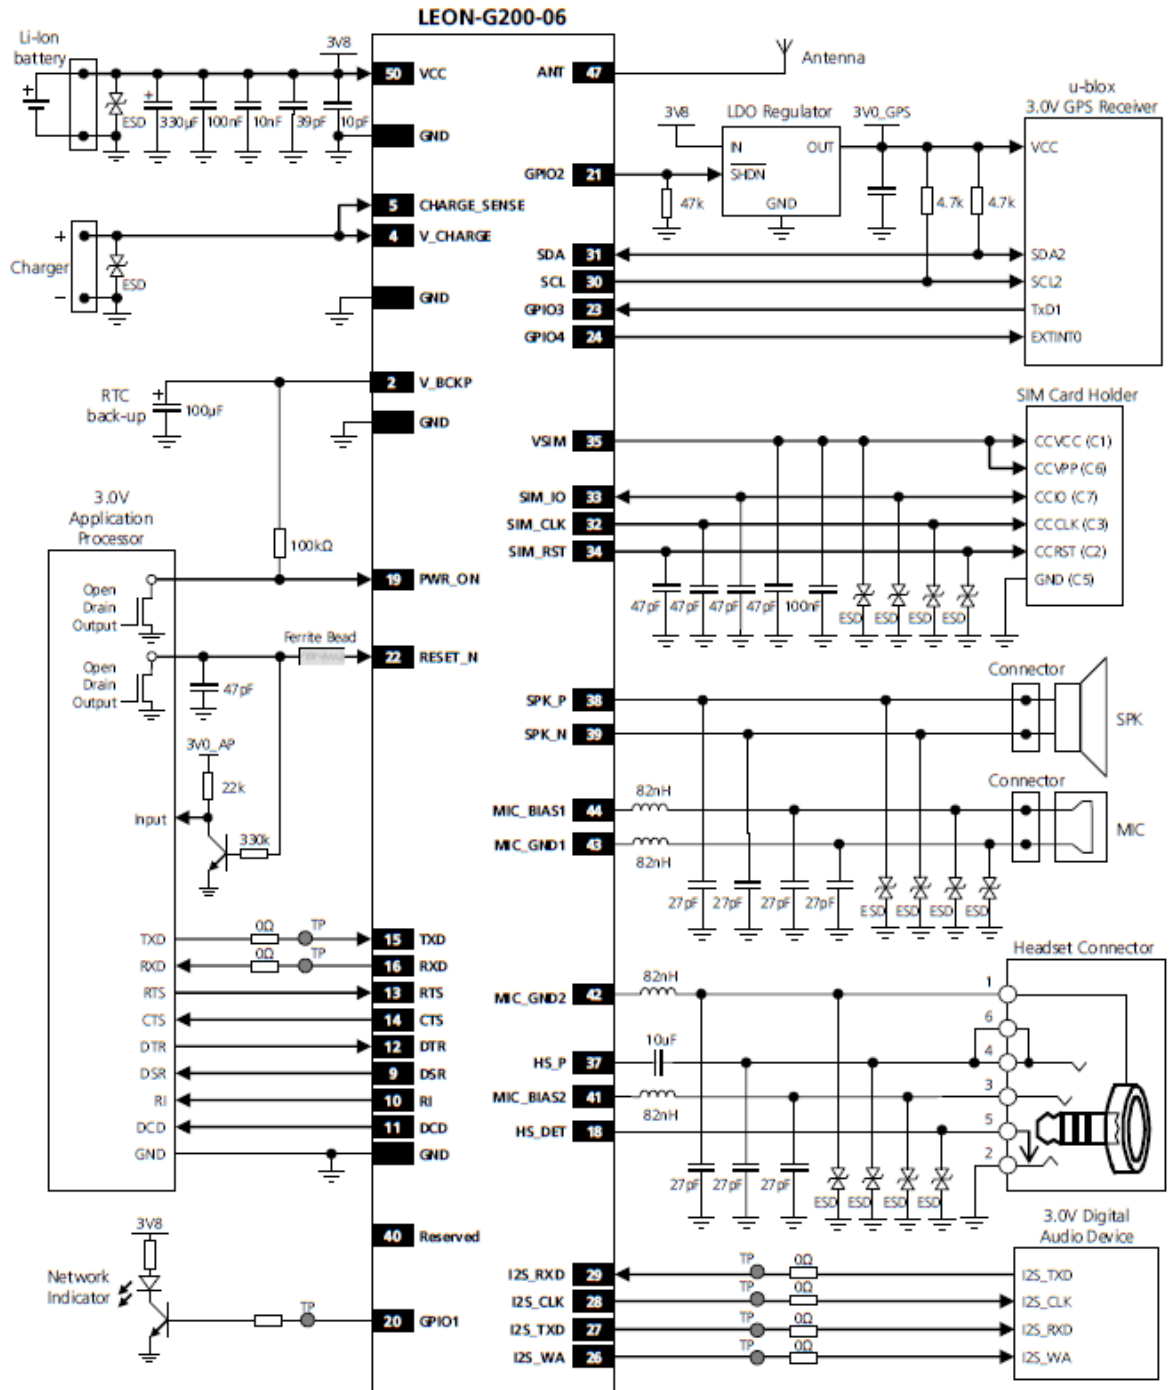 LEON-G200-06
Li-Ion
battery
+
3V8
50 VCC
ESD
+
330µF
100nF
10nF
39pF
10pF
GND
5 CHARGE_SENSE
4 V_CHARGE
+
Charger
ESD
−
GND
RTC
back-up
+
100µF
2 V_BCKP
GND
3.0V
Application
Processor
100kΩ
Open
Drain
Output
19 PWR_ON
Ferrite Bead
22 RESET_N
Open
Drain
Output
47pF
3V0_AP
22k
Input
330k
TXD 0Ω TP 15 TXD
RXD 0Ω TP 16 RXD
RTS 13 RTS
CTS 14 CTS
DTR 12 DTR
DSR 9 DSR
RI 10 RI
DCD 11 DCD
GND GND
3V8
40 Reserved
Network
Indicator
TP
20 GPIO1
ANT 47
Antenna
u-blox
3.0V GPS Receiver
3V8
LDO Regulator
3V0_GPS
IN OUT
VCC
GPIO2 21
SHDN
47k
GND
4.7k
4.7k
SDA 31 SDA2
SCL 30 SCL2
GPIO3 23 TxD1
GPIO4 24 EXTINT0
SIM Card Holder
VSIM 35 CCVCC (C1)
CCVPP (C6)
SIM_IO 33 CCIO (C7)
SIM_CLK 32 CCCLK (C3)
SIM_RST 34 CCRST (C2)
GND (C5)
47pF 47pF 47pF 47pF 100nF ESD ESD ESD ESD
Connector
SPK_P 38
SPK
SPK_N 39
Connector
82nH
MIC_BIAS1 44
MIC
MIC_GND1 43
82nH
27pF 27pF 27pF 27pF ESD ESD ESD ESD
Headset Connector
82nH
1
MIC_GND2 42
6
10uF
HS_P 37
4
MIC_BIAS2 41
3
82nH
HS_DET 18
5
2
27pF 27pF 27pF ESD ESD ESD ESD
3.0V Digital
Audio Device
I2S_RXD 29 TP 0Ω I2S_TXD
I2S_CLK 28 TP 0Ω I2S_CLK
I2S_TXD 27 TP 0Ω I2S_RXD
I2S_WA 26 TP 0Ω I2S_WA